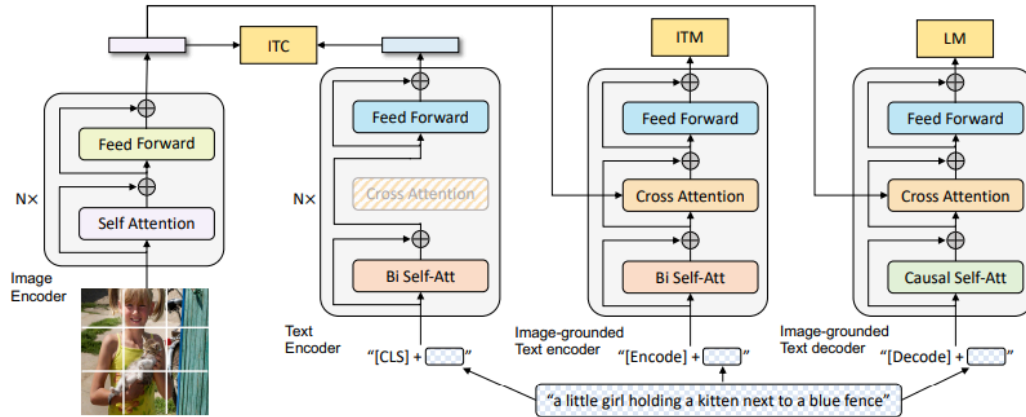 ITC
ITM
LM
Feed Forward
Self Attention
N×
Image
Encoder
Feed Forward
Cross Attention
Bi Self-Att
N×
Text
Encoder
"[CLS] + "
Feed Forward
Cross Attention
Bi Self-Att
Image-grounded
Text encoder
"[Encode] + "
Feed Forward
Cross Attention
Causal Self-Att
Image-grounded
Text decoder
"[Decode] + "
"a little girl holding a kitten next to a blue fence"